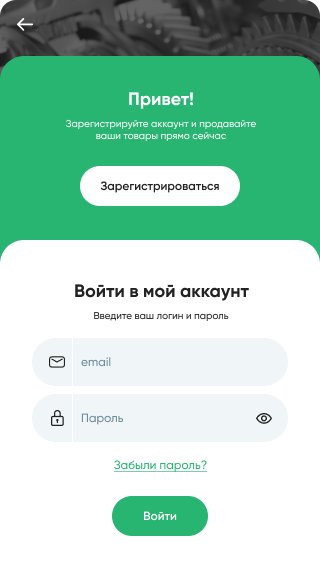 Привет!
Зарегистрируйте аккаунт и продавайте
ваши товары прямо сейчас
Зарегистрироваться
Войти в мой аккаунт
Введите ваш логин и пароль
email
Пароль
Забыли пароль?
Войти